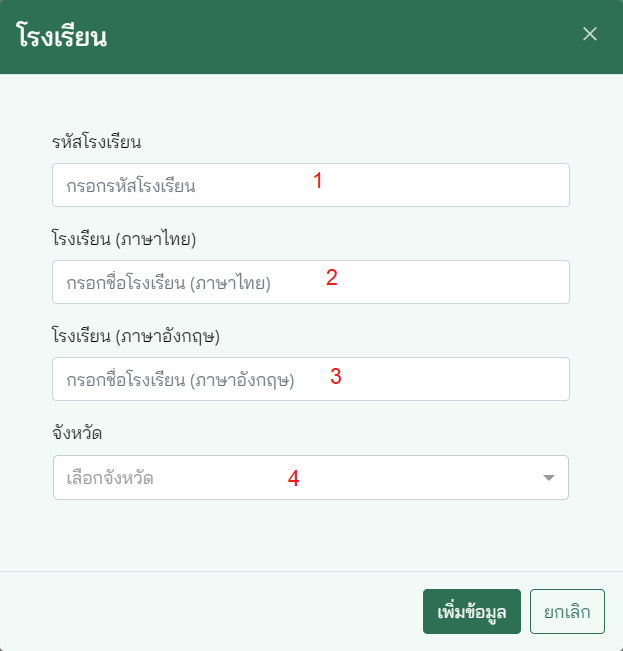 โรงเรียน
รหัสโรงเรียน
กรอกรหัสโรงเรียน 1
โรงเรียน (ภาษาไทย)
กรอกชื่อโรงเรียน (ภาษาไทย) 2
โรงเรียน (ภาษาอังกฤษ)
กรอกชื่อโรงเรียน (ภาษาอังกฤษ) 3
จังหวัด
เลือกจังหวัด 4
เพิ่มข้อมูล ยกเลิก